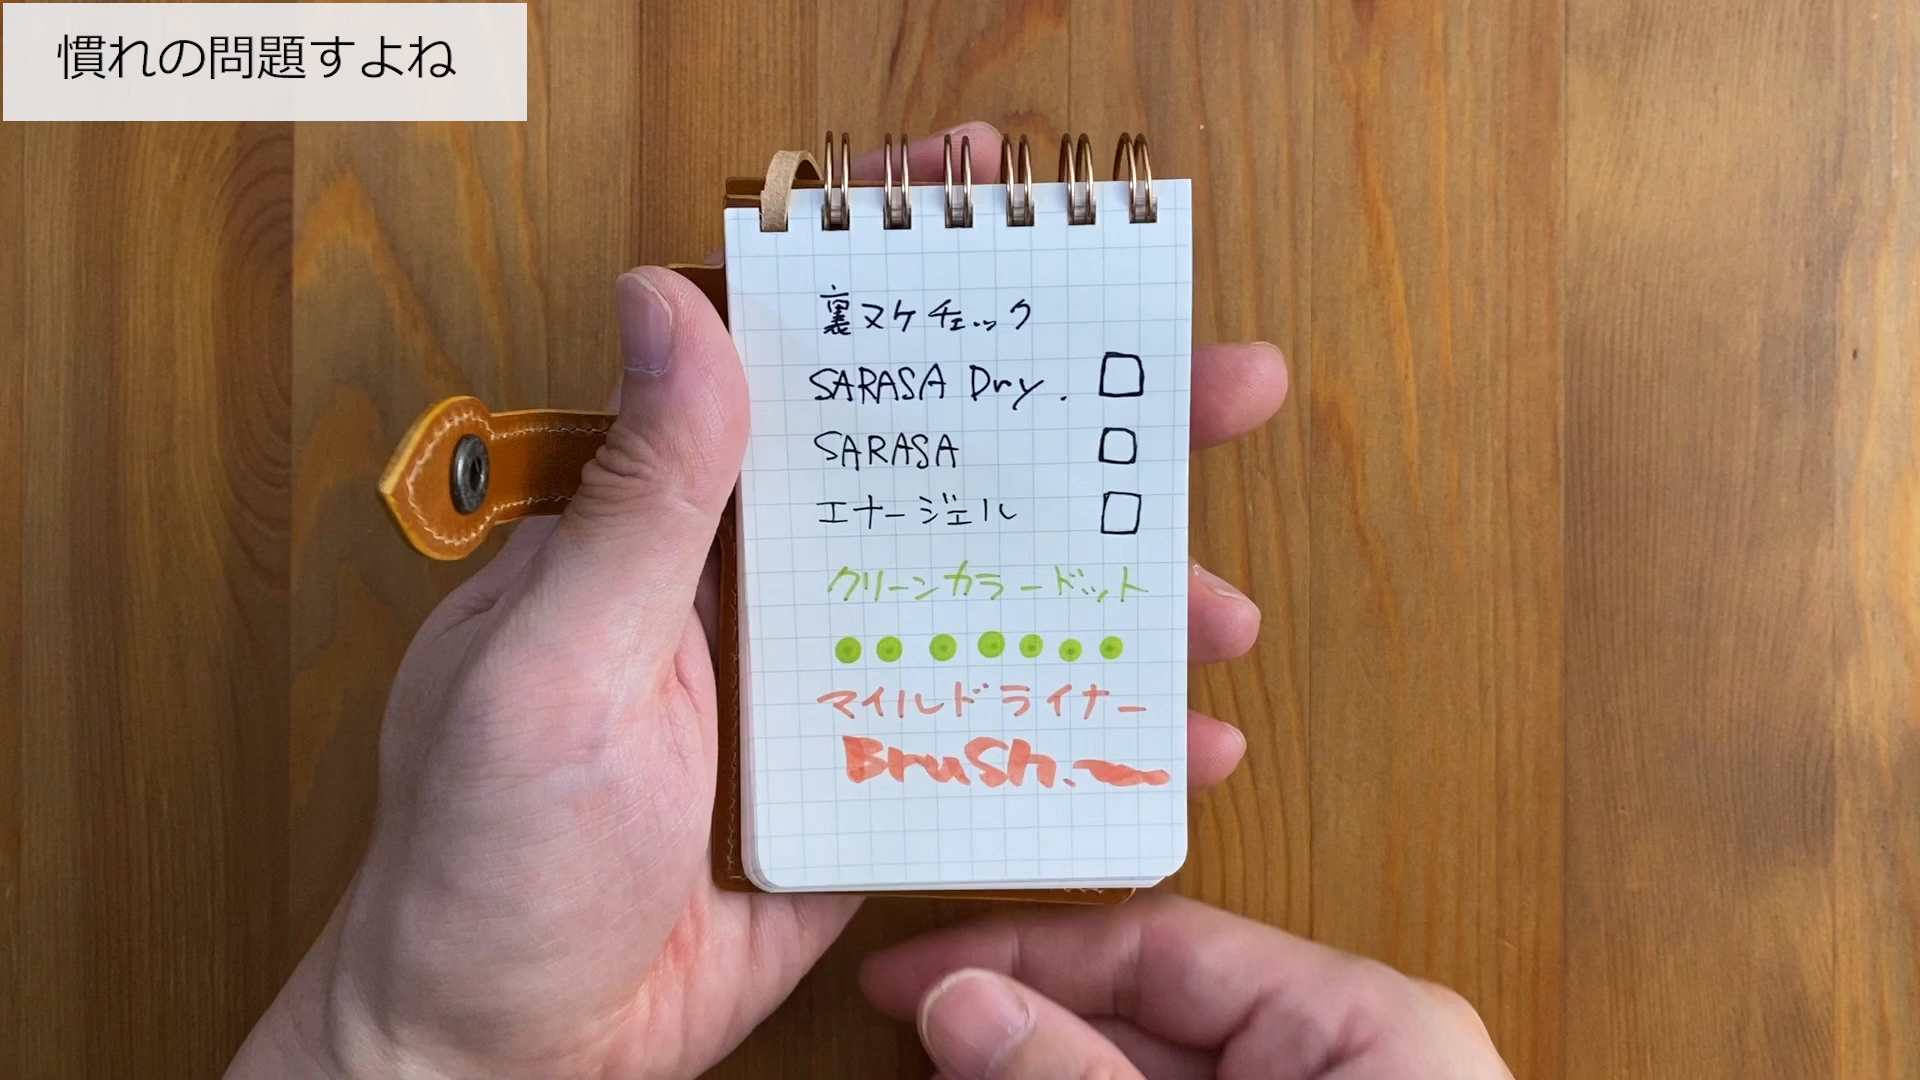 慣れの問題すよね
裏ヌケチェック
SARASA Dry.
SARASA
エナージェル
クリーンカラードット
マイルドライナー
Brush.